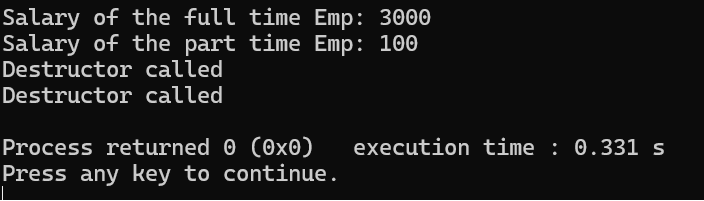 Salary of the full time Emp: 3000
Salary of the part time Emp: 100
Destructor called
Destructor called
Process returned 0 (0x0)   execution time : 0.331 s
Press any key to continue.